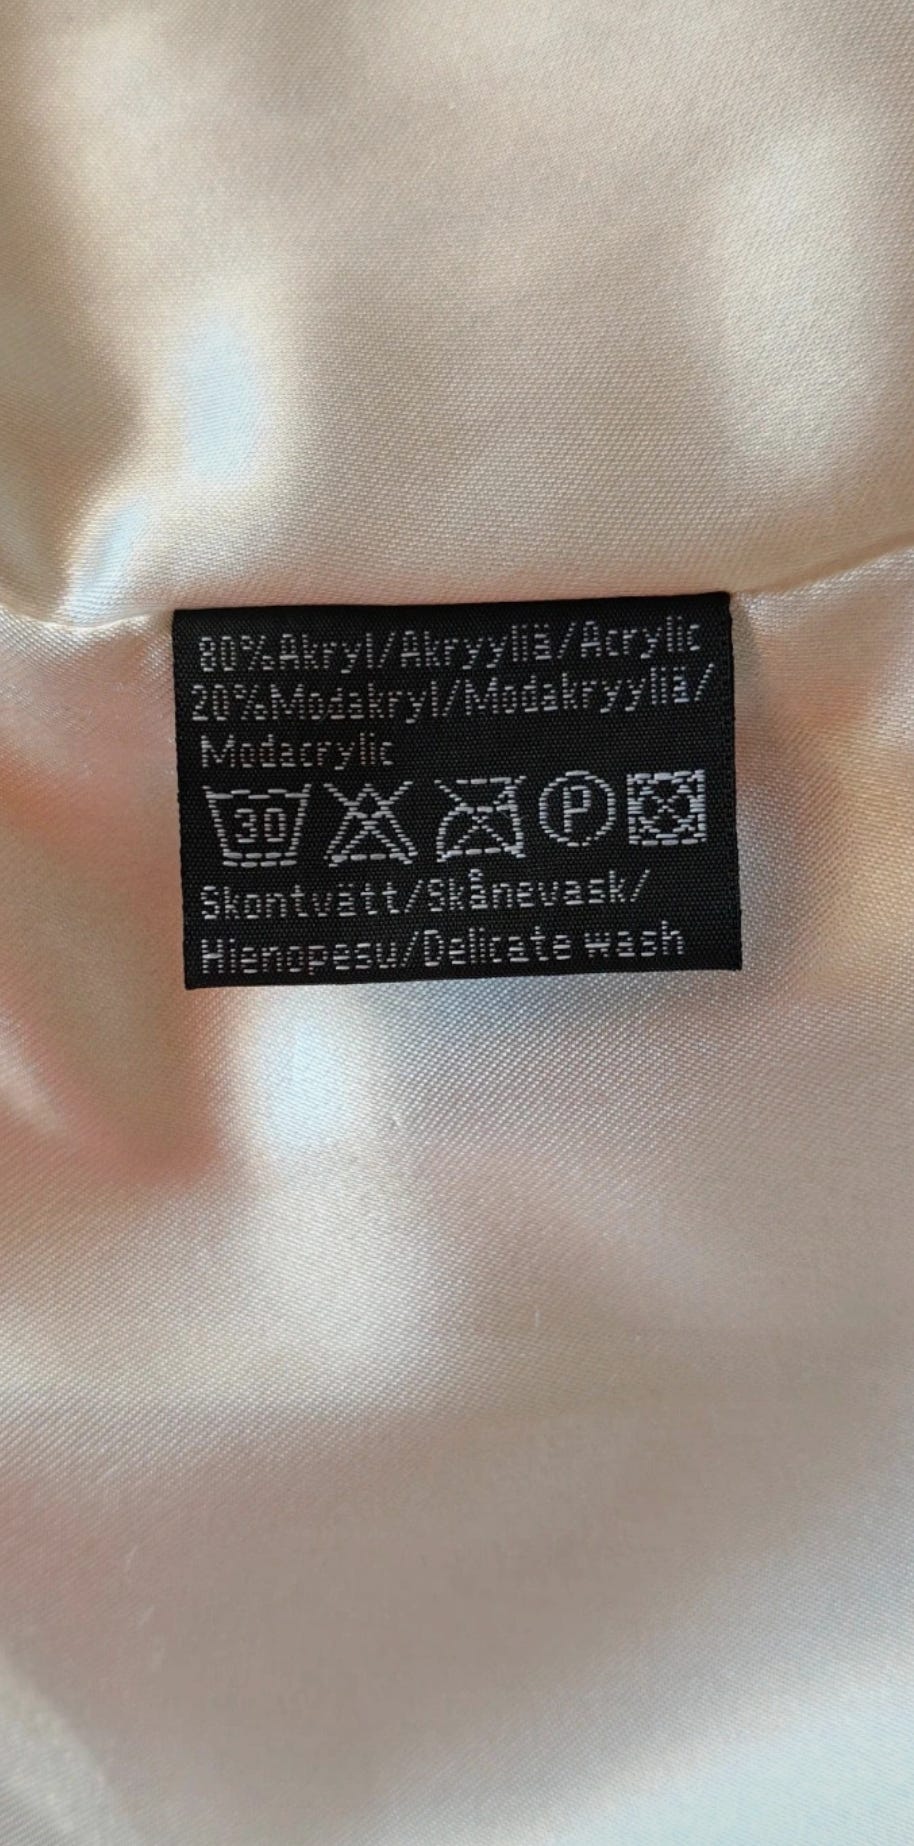 80%Akryl/Akryyliä/Acrylic
20%Modakryl/Modakryyliä/
Modacrylic
30 P
Skontvätt/Skånevask/
Hienopesu/Delicate wash